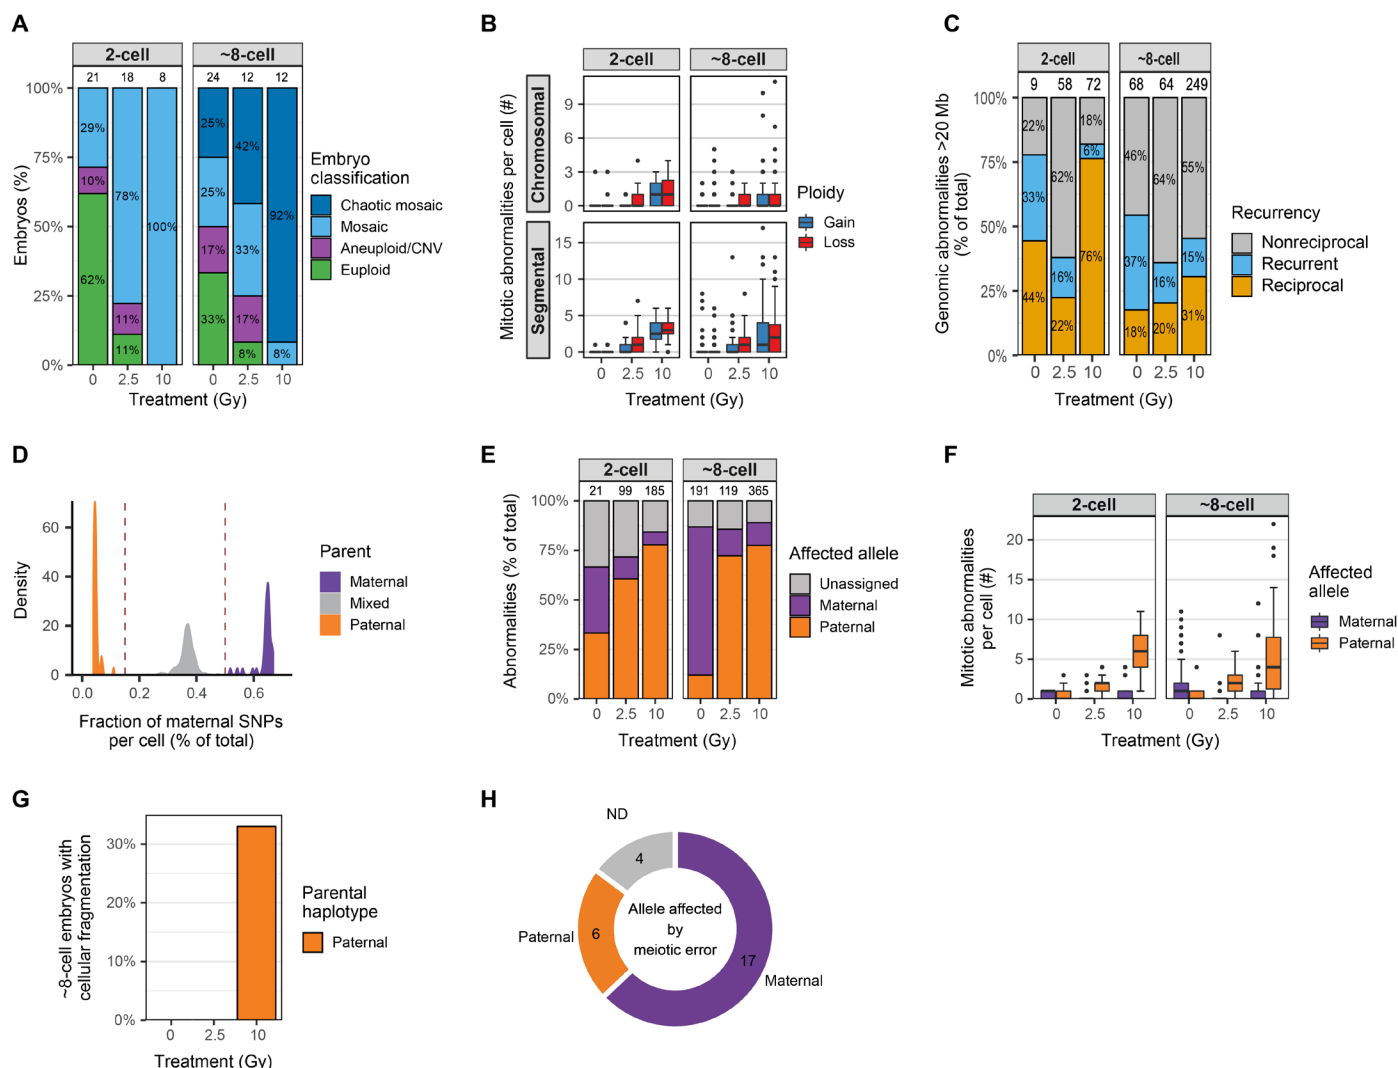 A
2-cell
~8-cell
21 18 8 24 12 12
100%
75%
50%
25%
0%
Embryos (%)
29%
10%
62%
78%
11%
11%
100%
25%
25%
17%
33%
42%
33%
17%
8%
92%
8%
0 2.5 10 0 2.5 10
Treatment (Gy)
Embryo
classification
Chaotic mosaic
Mosaic
Aneuploid/CNV
Euploid
B
2-cell
~8-cell
Mitotic abnormalities per cell (#)
Chromosomal
9
6
3
0
Segmental
15
10
5
0
0 2.5 10 0 2.5 10
Treatment (Gy)
Ploidy
Gain
Loss
C
2-cell
~8-cell
9 58 72 68 64 249
100%
75%
50%
25%
0%
Genomic abnormalities >20 Mb
(% of total)
22%
33%
44%
62%
16%
22%
18%
6%
76%
46%
37%
18%
64%
16%
20%
55%
15%
31%
0 2.5 10 0 2.5 10
Treatment (Gy)
Recurrency
Nonreciprocal
Recurrent
Reciprocal
D
Density
60
40
20
0
0.0 0.2 0.4 0.6
Fraction of maternal SNPs
per cell (% of total)
Parent
Maternal
Mixed
Paternal
E
2-cell
~8-cell
21 99 185 191 119 365
100%
75%
50%
25%
0%
Abnormalities (% of total)
0 2.5 10 0 2.5 10
Treatment (Gy)
Affected allele
Unassigned
Maternal
Paternal
F
2-cell
~8-cell
Mitotic abnormalities
per cell (#)
20
15
10
5
0
0 2.5 10 0 2.5 10
Treatment (Gy)
Affected
allele
Maternal
Paternal
G
~8-cell embryos with
cellular fragmentation
30%
20%
10%
0%
0 2.5 10
Treatment (Gy)
Parental
haplotype
Paternal
H
ND
4
Paternal
6
Allele affected
by
meiotic error
17
Maternal